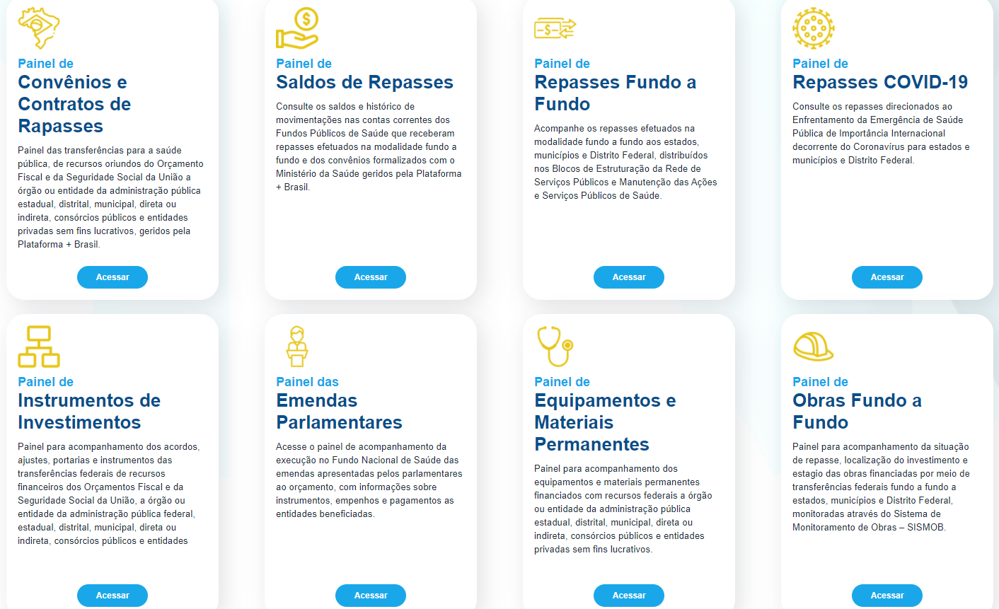 Painel de
Convênios e
Contratos de
Rapasses
Painel das transferências para a saúde
pública, de recursos oriundos do Orçamento
Fiscal e da Seguridade Social da União a
órgão ou entidade da administração pública
estadual, distrital, municipal, direta ou
indireta, consórcios públicos e entidades
privadas sem fins lucrativos, geridos pela
Plataforma + Brasil.
Acessar
Painel de
Saldos de Repasses
Consulte os saldos e histórico de
movimentações nas contas correntes dos
Fundos Públicos de Saúde que receberam
repasses efetuados na modalidade fundo a
fundo e dos convênios formalizados com o
Ministério da Saúde geridos pela Plataforma
+ Brasil.
Acessar
Painel de
Repasses Fundo a
Fundo
Acompanhe os repasses efetuados na
modalidade fundo a fundo aos estados,
municípios e Distrito Federal, distribuídos
nos Blocos de Estruturação da Rede de
Serviços Públicos e Manutenção das Ações
e Serviços Públicos de Saúde.
Acessar
Painel de
Repasses COVID-19
Consulte os repasses direcionados ao
Enfrentamento da Emergência de Saúde
Pública de Importância Internacional
decorrente do Coronavírus para estados e
municípios e Distrito Federal.
Acessar
Painel de
Instrumentos de
Investimentos
Painel para acompanhamento dos acordos,
ajustes, portarias e instrumentos das
transferências federais de recursos
financeiros dos Orçamentos Fiscal e da
Seguridade Social da União, a órgão ou
entidade da administração pública federal,
estadual, distrital, municipal, direta ou
indireta, consórcios públicos e entidades
Acessar
Painel das
Emendas
Parlamentares
Acesse o painel de acompanhamento da
execução no Fundo Nacional de Saúde das
emendas apresentadas pelos parlamentares
ao orçamento, com informações sobre
instrumentos, empenhos e pagamentos as
entidades beneficiadas.
Acessar
Painel de
Equipamentos e
Materiais
Permanentes
Painel para acompanhamento dos
equipamentos e materiais permanentes
financiados com recursos federais a órgão
ou entidade da administração pública
estadual, distrital, municipal, direta ou
indireta, consórcios públicos e entidades
privadas sem fins lucrativos.
Acessar
Painel de
Obras Fundo a
Fundo
Painel para acompanhamento da situação
de repasse, localização do investimento e
estagio das obras financiadas por meio de
transferências federais fundo a fundo a
estados, municípios e Distrito Federal,
monitoradas através do Sistema de
Monitoramento de Obras – SISMOB.
Acessar